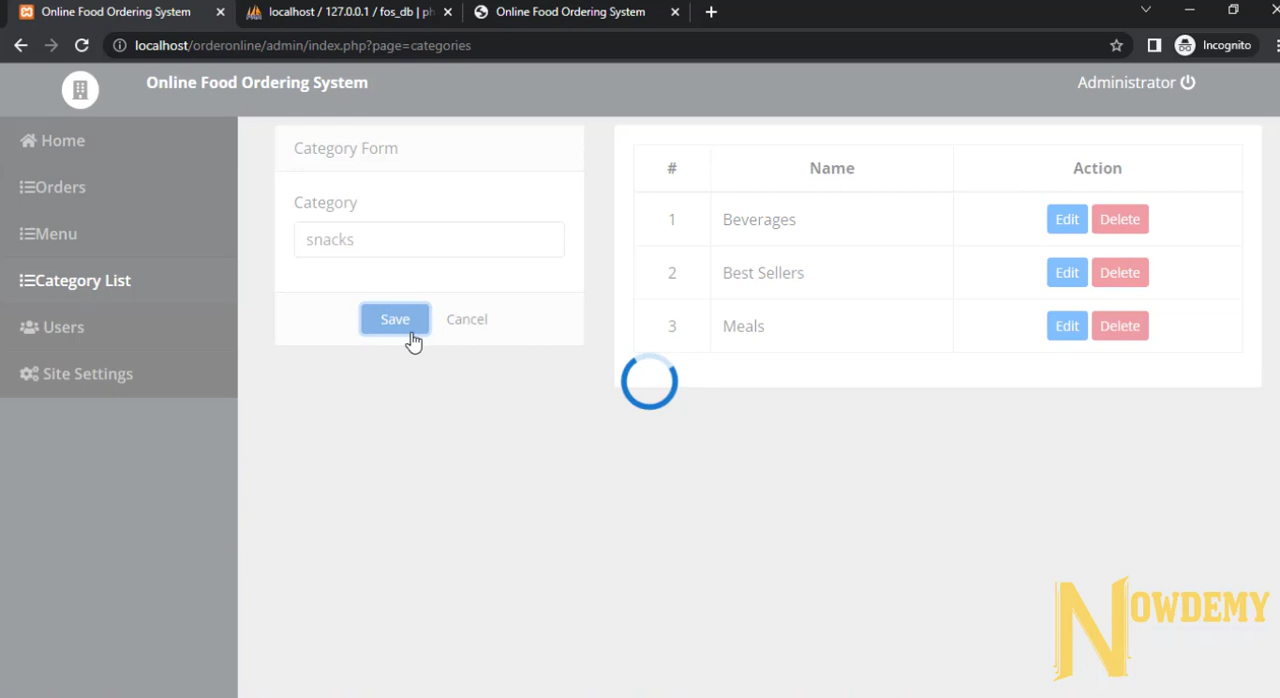 Online Food Ordering System
localhost / 127.0.0.1 / fos_db | ph
Online Food Ordering System
localhost/orderonline/admin/index.php?page=categories
Incognito
Online Food Ordering System
Administrator
Home
Orders
Menu
Category List
Users
Site Settings
Category Form
Category
snacks
Save Cancel
# Name Action
1 Beverages Edit Delete
2 Best Sellers Edit Delete
3 Meals Edit Delete
NOWDEMY